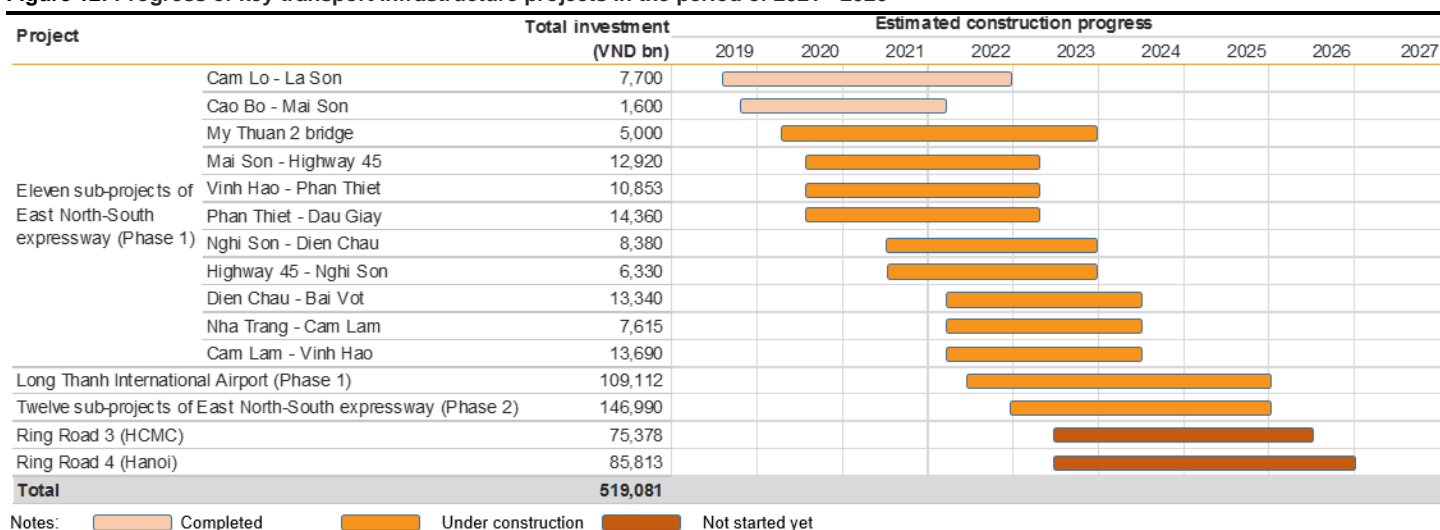 Project Total investment (VND bn) Estimated construction progress
2019 2020 2021 2022 2023 2024 2025 2026 2027
Eleven sub-projects of East North-South expressway (Phase 1)
Cam Lo - La Son 7,700
Cao Bo - Mai Son 1,600
My Thuan 2 bridge 5,000
Mai Son - Highway 45 12,920
Vinh Hao - Phan Thiet 10,853
Phan Thiet - Dau Giay 14,360
Nghi Son - Dien Chau 8,380
Highway 45 - Nghi Son 6,330
Dien Chau - Bai Vot 13,340
Nha Trang - Cam Lam 7,615
Cam Lam - Vinh Hao 13,690
Long Thanh International Airport (Phase 1) 109,112
Twelve sub-projects of East North-South expressway (Phase 2) 146,990
Ring Road 3 (HCMC) 75,378
Ring Road 4 (Hanoi) 85,813
Total 519,081
Notes: Completed Under construction Not started yet